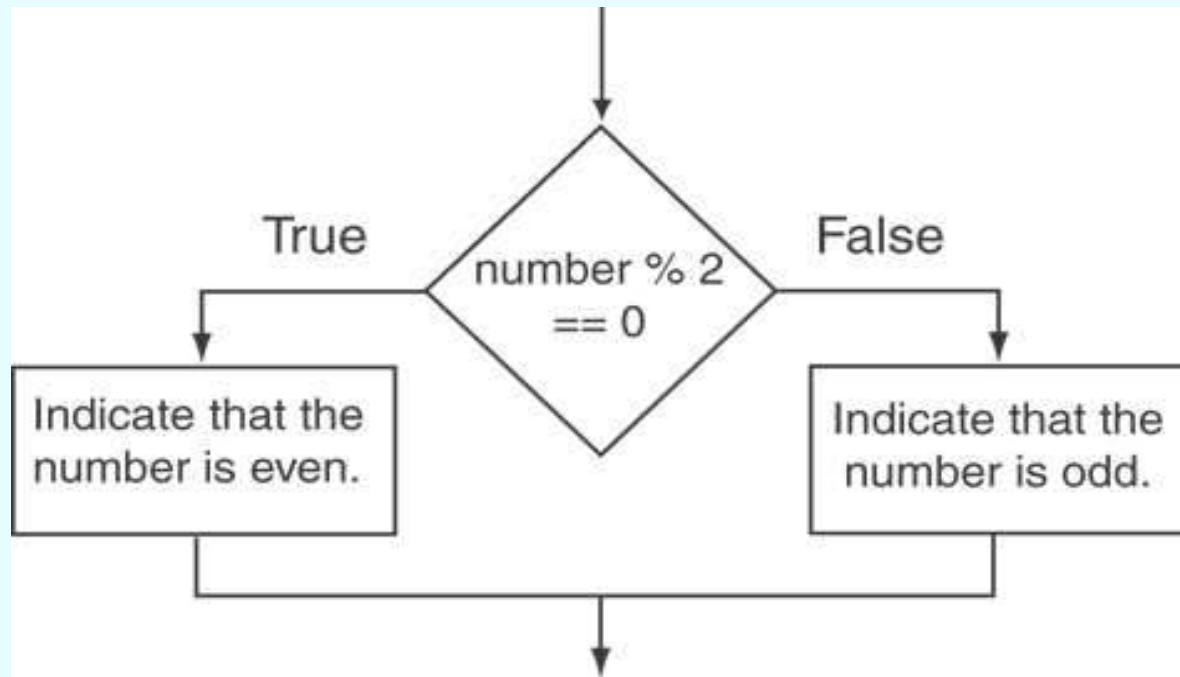 True
False
number % 2
== 0
Indicate that the
number is even.
Indicate that the
number is odd.